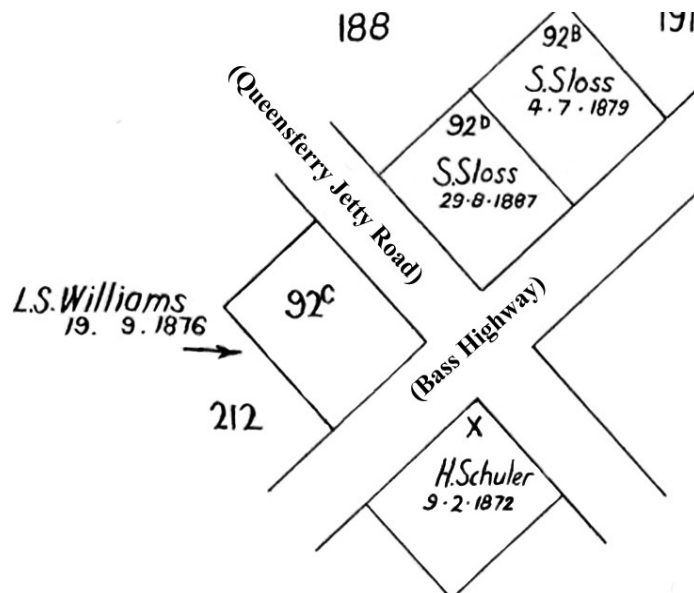 188
191
92B
S.Sloss
4.7.1879
92D
S.Sloss
29.8.1887
(Queensferry Jetty Road)
L.S.Williams
19. 9.1876
92C
(Bass Highway)
212
X
H.Schuler
9.2.1872